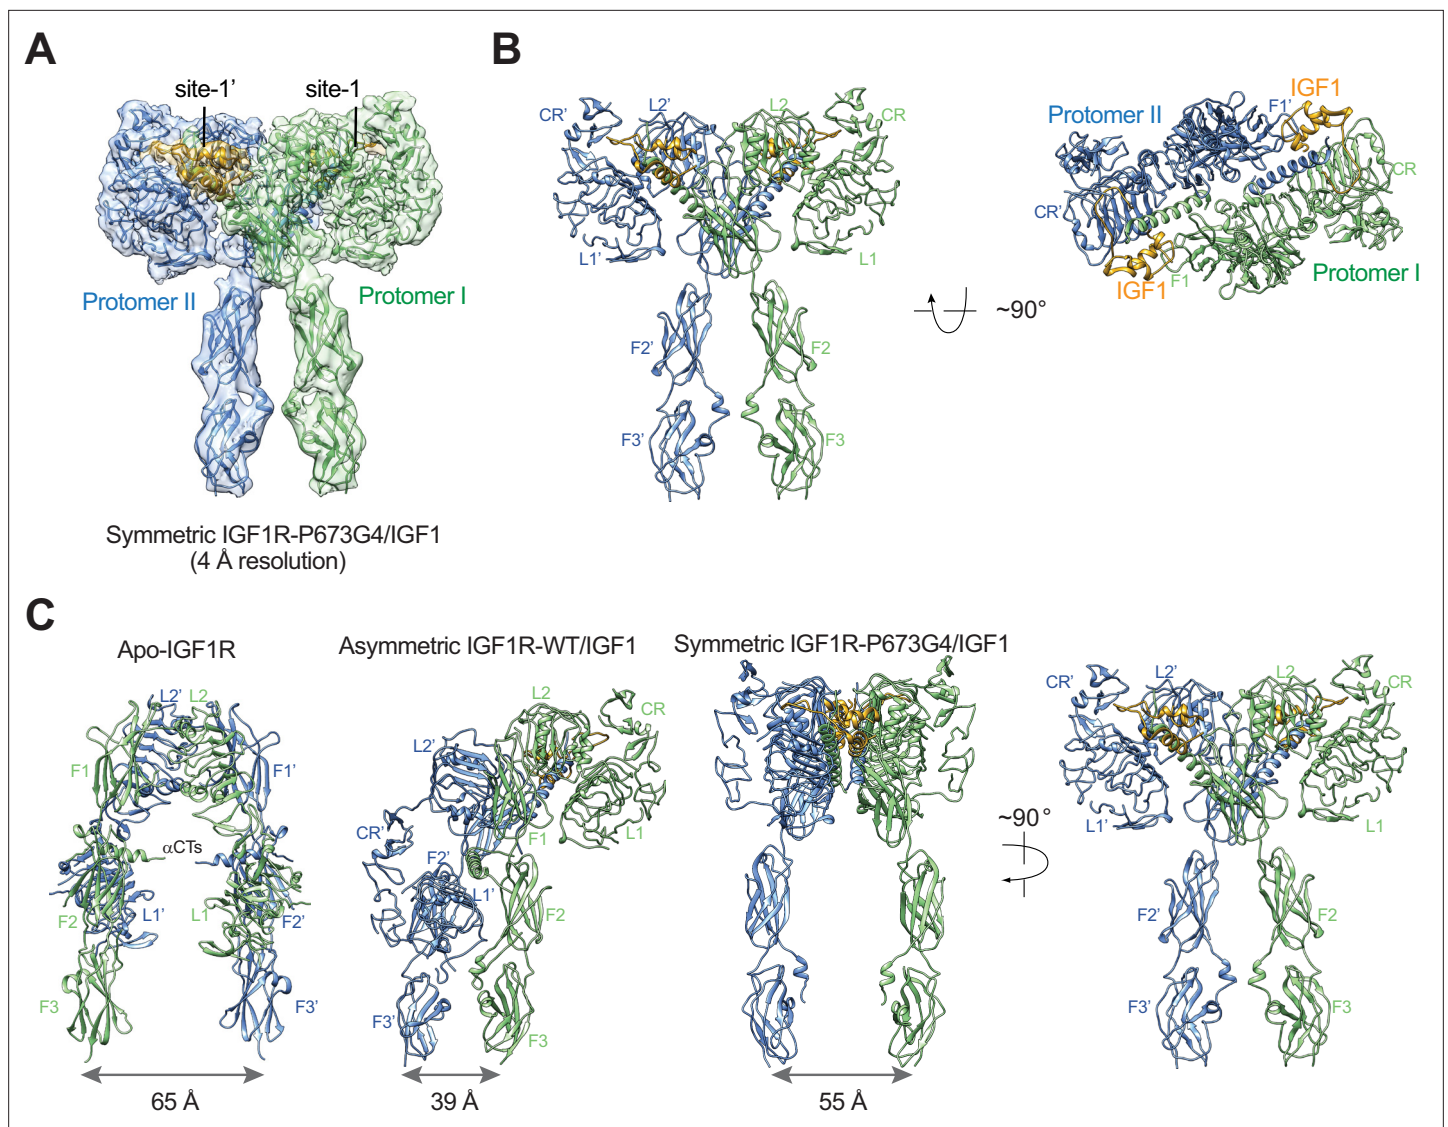 A
site-1’
site-1
Protomer II
Protomer I
Symmetric IGF1R-P673G4/IGF1
(4 Å resolution)
B
CR’
L2’
L2
CR
L1’
L1
F2’
F2
F3’
F3
~90°
IGF1
Protomer II
F1’
CR
CR’
IGF1
F1
Protomer I
C
Apo-IGF1R
L2’
L2
F1
F1’
αCTs
F2
L1’
L1
F2’
F3
F3’
65 Å
Asymmetric IGF1R-WT/IGF1
L2
CR
L2’
CR’
F1
L1
F2’
L1’
F2
F3’
F3
39 Å
Symmetric IGF1R-P673G4/IGF1
55 Å
~90°
CR’
L2’
L2
CR
L1’
L1
F2’
F2
F3’
F3